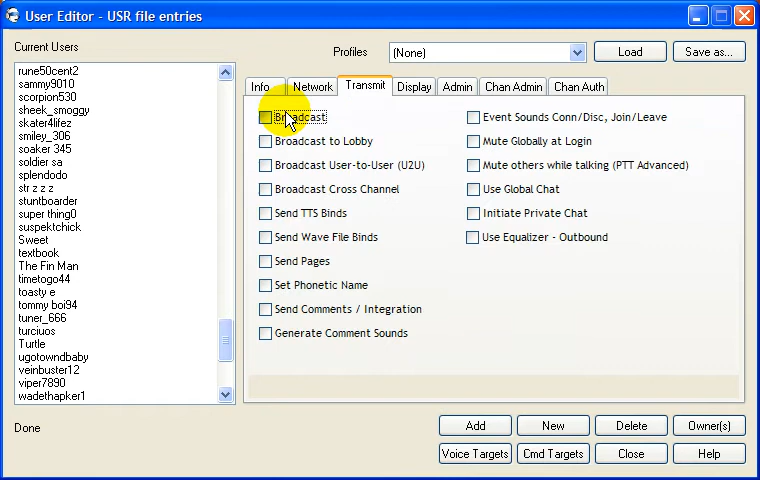 User Editor - USR file entries
Current Users
Profiles
(None)
Load
Save as...
rune50cent2
sammy9010
scorpion530
sheek_smoggy
skater4lifez
smiley_306
soaker 345
soldier sa
splendodo
str z z z
stuntboarder
super thing0
suspektchick
Sweet
textbook
The Fin Man
timetogo44
toasty e
tommy boi94
tuner_666
turciuos
Turtle
ugotowndbaby
veinbuster12
viper7890
wadethapker1
Info
Network
Transmit
Display
Admin
Chan Admin
Chan Auth
Broadcast
Broadcast to Lobby
Broadcast User-to-User (U2U)
Broadcast Cross Channel
Send TTS Binds
Send Wave File Binds
Send Pages
Set Phonetic Name
Send Comments / Integration
Generate Comment Sounds
Event Sounds Conn/Disc, Join/Leave
Mute Globally at Login
Mute others while talking (PTT Advanced)
Use Global Chat
Initiate Private Chat
Use Equalizer - Outbound
Done
Add
New
Delete
Owner(s)
Voice Targets
Cmd Targets
Close
Help